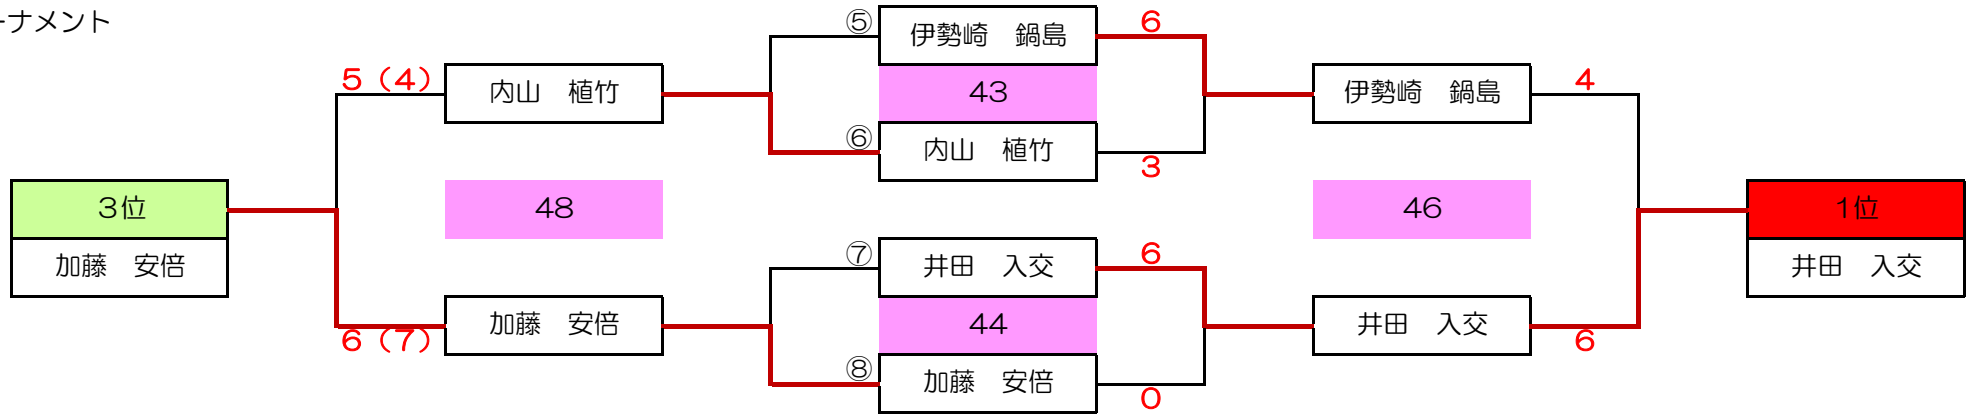 ーナメント
⑤
伊勢崎　鍋島
6
5（4）
内山　植竹
43
伊勢崎　鍋島
4
⑥
内山　植竹
3
3位
48
46
1位
加藤　安倍
⑦
井田　入交
6
井田　入交
6（7）
加藤　安倍
44
井田　入交
6
⑧
加藤　安倍
0